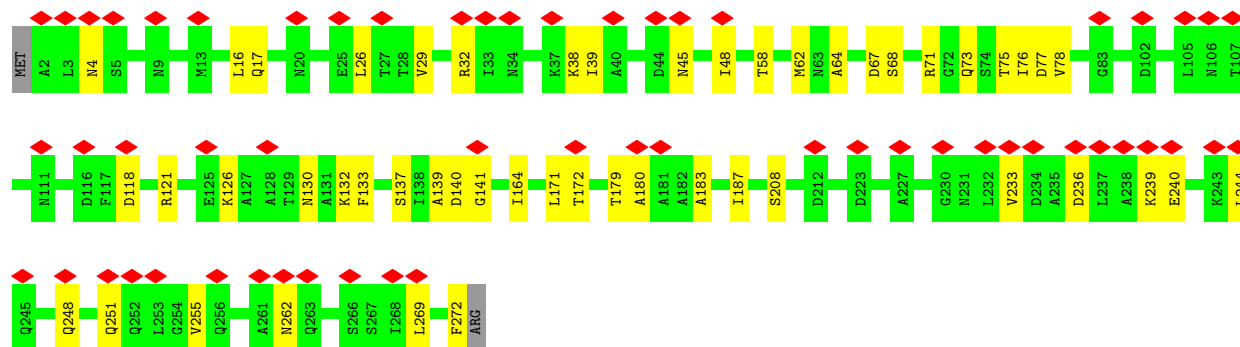 MET A2 L3 N4 S5 N9 M13 L16 Q17 N20 E25 L26 T27 T28 V29 R32 I33 N34 K37 K38 I39 A40 D44 N45 I48 T58 M62 N63 A64 D67 S68 R71 G72 Q73 S74 T75 I76 D77 V78 G83 D102 L105 N106 T107
N111 D116 F117 D118 R121 E125 K126 A127 A128 T129 N130 A131 K132 F133 S137 I138 A139 D140 G141 I164 L171 T172 T179 A180 A181 A182 A183 I187 S208 D212 D223 A227 G230 N231 L232 V233 D234 A235 D236 L237 A238 K239 E240 K243 L244
Q245 Q248 Q251 Q252 L253 G254 V255 Q256 A261 N262 Q263 S266 S267 I268 L269 F272 ARG